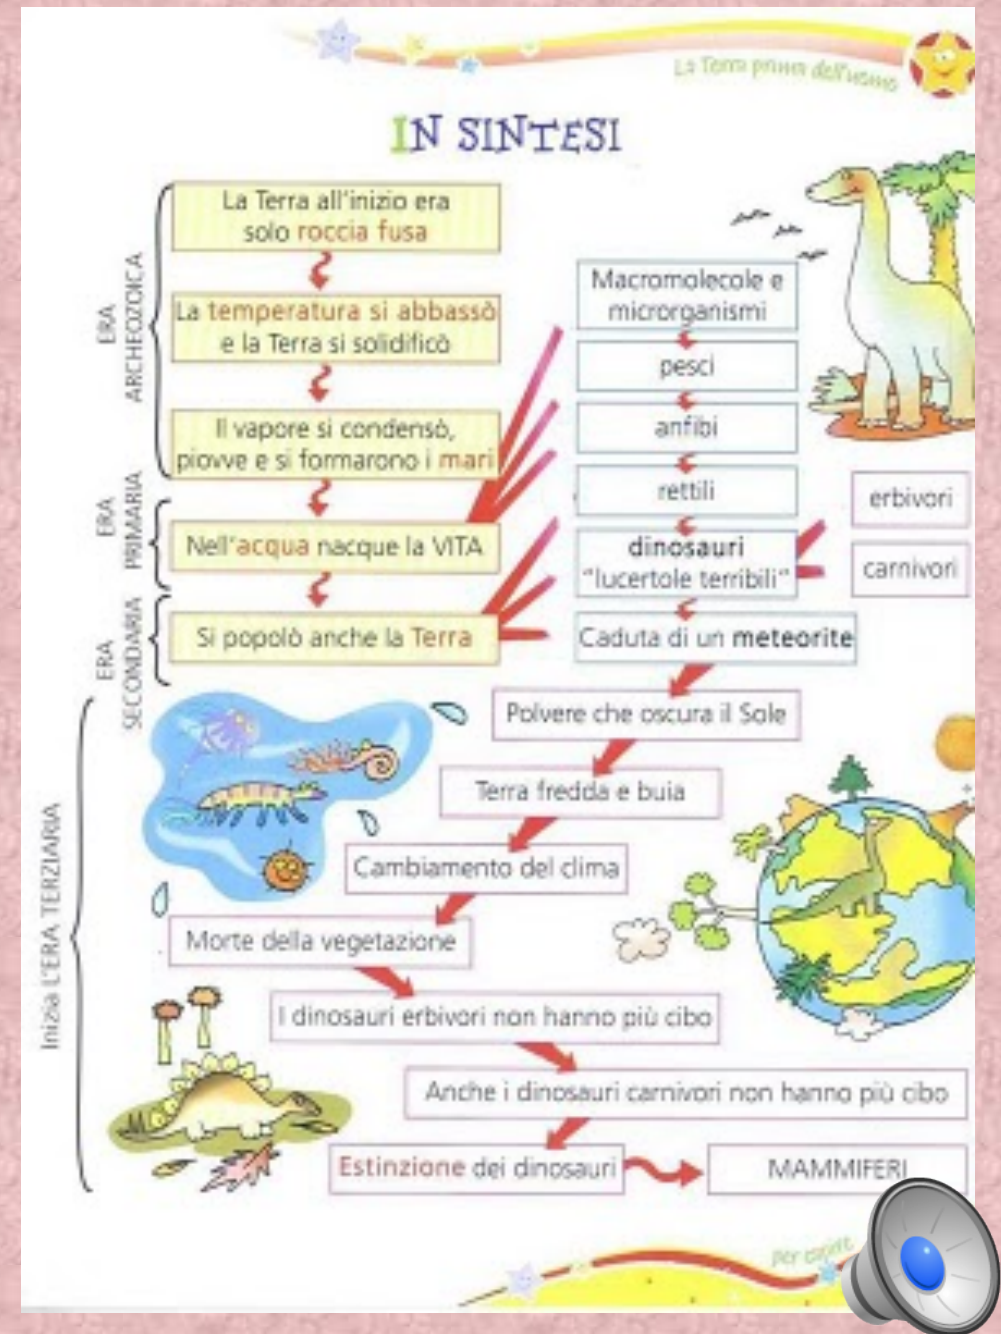 La Terra prima dell'uomo
IN SINTESI
ERA
ARCHEOZOICA
La Terra all'inizio era
solo roccia fusa
La temperatura si abbassò
e la Terra si solidificò
Il vapore si condensò,
piovve e si formarono i mari
ERA
PRIMARIA
Nell'acqua nacque la VITA
ERA
SECONDARIA
Si popolò anche la Terra
Macromolecole e
microrganismi
pesci
anfibi
rettili
dinosauri
"lucertole terribili"
erbivori
carnivori
Caduta di un meteorite
Inizia L'ERA TERZIARIA
Polvere che oscura il Sole
Terra fredda e buia
Cambiamento del clima
Morte della vegetazione
I dinosauri erbivori non hanno più cibo
Anche i dinosauri carnivori non hanno più cibo
Estinzione dei dinosauri
MAMMIFERI
per capire